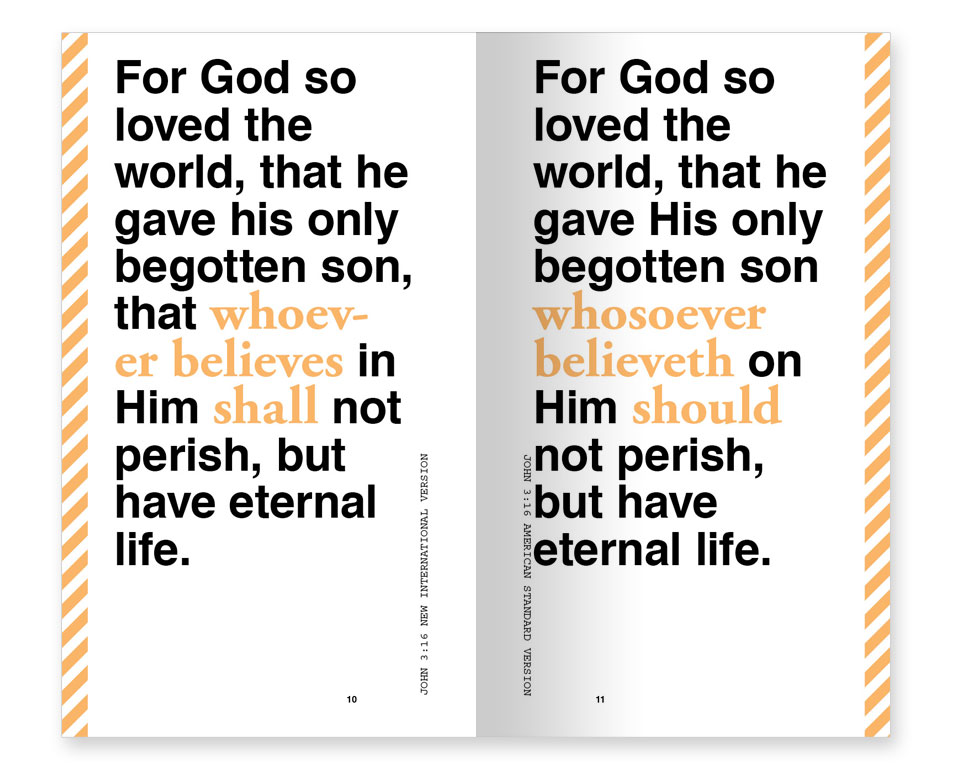 For God so
loved the
world, that he
gave his only
begotten son,
that whoev-
er believes in
Him shall not
perish, but
have eternal
life.
JOHN 3:16 NEW INTERNATIONAL VERSION
10
For God so
loved the
world, that he
gave His only
begotten son
whosoever
believeth on
Him should
not perish,
but have
eternal life.
JOHN 3:16 AMERICAN STANDARD VERSION
11